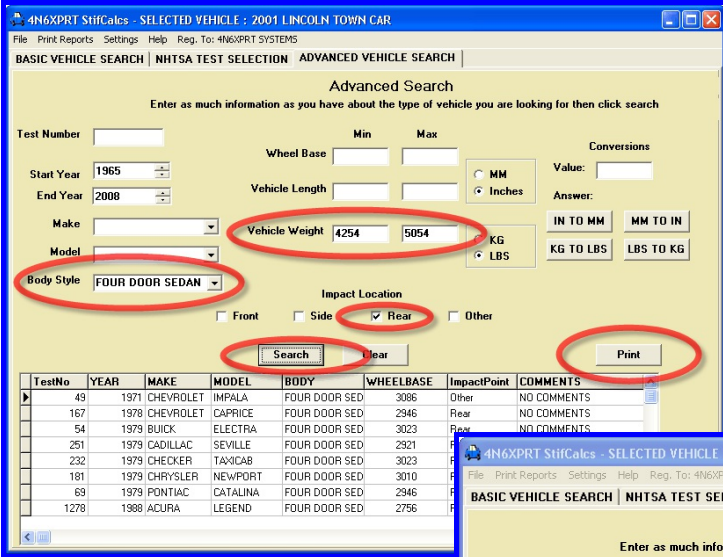 4N6XPRT StifCalcs - SELECTED VEHICLE : 2001 LINCOLN TOWN CAR
File Print Reports Settings Help Reg. To: 4N6XPRT SYSTEMS
BASIC VEHICLE SEARCH NHTSA TEST SELECTION ADVANCED VEHICLE SEARCH
Advanced Search
Enter as much information as you have about the type of vehicle you are looking for then click search
Test Number Min Max
Wheel Base Conversions
Start Year 1965 MM Value:
End Year 2008 Vehicle Length Inches Answer:
Make Vehicle Weight 4254 5054 KG IN TO MM MM TO IN
Model LBS KG TO LBS LBS TO KG
Body Style FOUR DOOR SEDAN
Impact Location
Front Side Rear Other
Search Clear Print
TestNo YEAR MAKE MODEL BODY WHEELBASE ImpactPoint COMMENTS
49 1971 CHEVROLET IMPALA FOUR DOOR SED 3086 Other NO COMMENTS
167 1978 CHEVROLET CAPRICE FOUR DOOR SED 2946 Rear NO COMMENTS
54 1979 BUICK ELECTRA FOUR DOOR SED 3023 Rear NO COMMENTS
251 1979 CADILLAC SEVILLE FOUR DOOR SED 2921
232 1979 CHECKER TAXICAB FOUR DOOR SED 3023
181 1979 CHRYSLER NEWPORT FOUR DOOR SED 3010
69 1979 PONTIAC CATALINA FOUR DOOR SED 2946
1278 1988 ACURA LEGEND FOUR DOOR SED 2756
4N6XPRT StifCalcs - SELECTED VEHICLE
File Print Reports Settings Help Reg. To: 4N6XP
BASIC VEHICLE SEARCH NHTSA TEST SE
Enter as much info